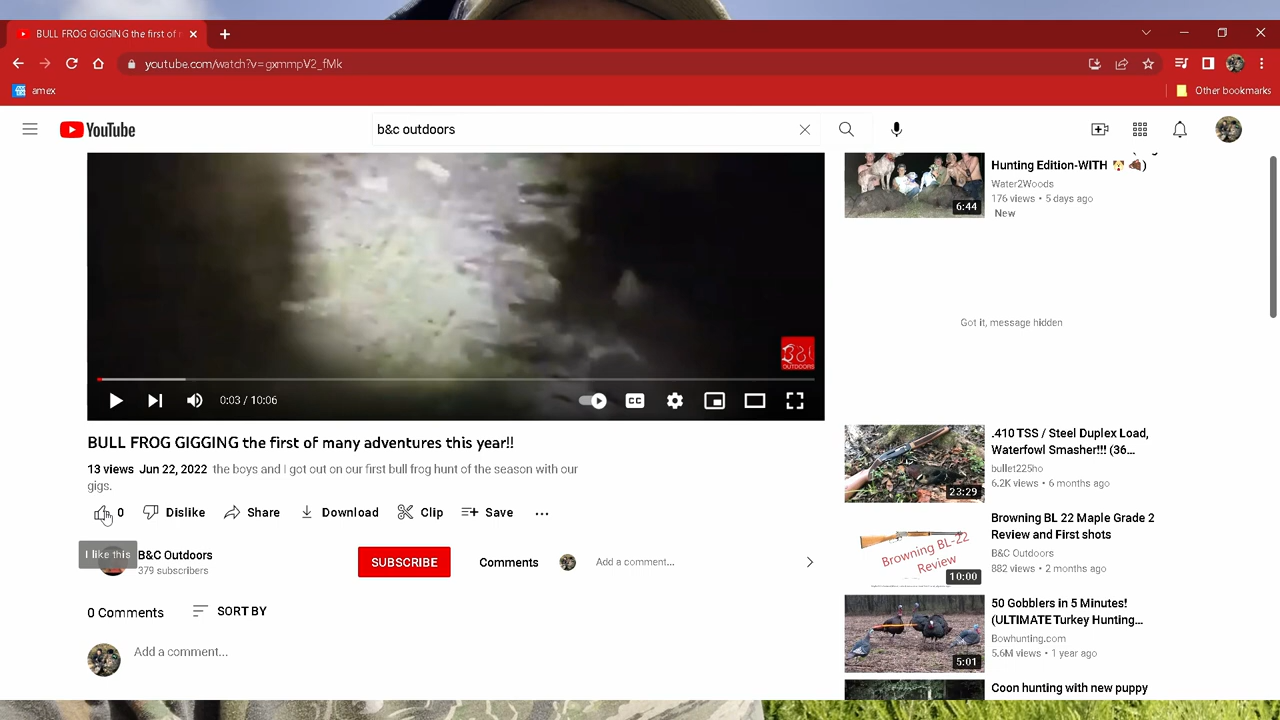 BULL FROG GIGGING the first of m
youtube.com/watch?v=gxmmpV2_fMk
amex
Other bookmarks
YouTube
b&c outdoors
Hunting Edition-WITH 🐶 🐗)
Water2Woods
176 views • 5 days ago
New
6:44
Got it, message hidden
B&C
OUTDOORS
0:03 / 10:06
CC
BULL FROG GIGGING the first of many adventures this year!!
13 views Jun 22, 2022 the boys and I got out on our first bull frog hunt of the season with our
gigs.
0 Dislike Share Download Clip Save ...
I like this
B&C Outdoors
379 subscribers
SUBSCRIBE
Comments
Add a comment...
0 Comments SORT BY
Add a comment...
.410 TSS / Steel Duplex Load,
Waterfowl Smasher!!! (36...
bullet225ho
6.2K views • 6 months ago
23:29
Browning BL 22 Maple Grade 2
Review and First shots
B&C Outdoors
882 views • 2 months ago
Browning BL-22
Review
10:00
50 Gobblers in 5 Minutes!
(ULTIMATE Turkey Hunting...
Bowhunting.com
5.6M views • 1 year ago
5:01
Coon hunting with new puppy